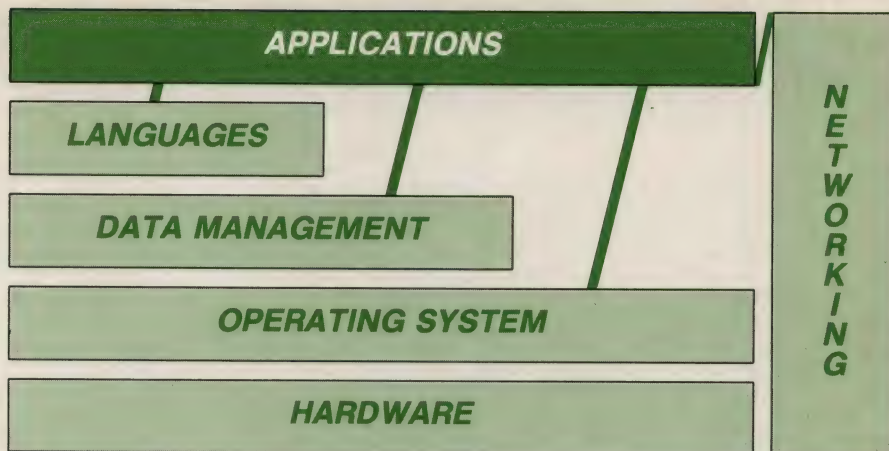 APPLICATIONS
LANGUAGES
DATA MANAGEMENT
OPERATING SYSTEM
HARDWARE
NETWORKING